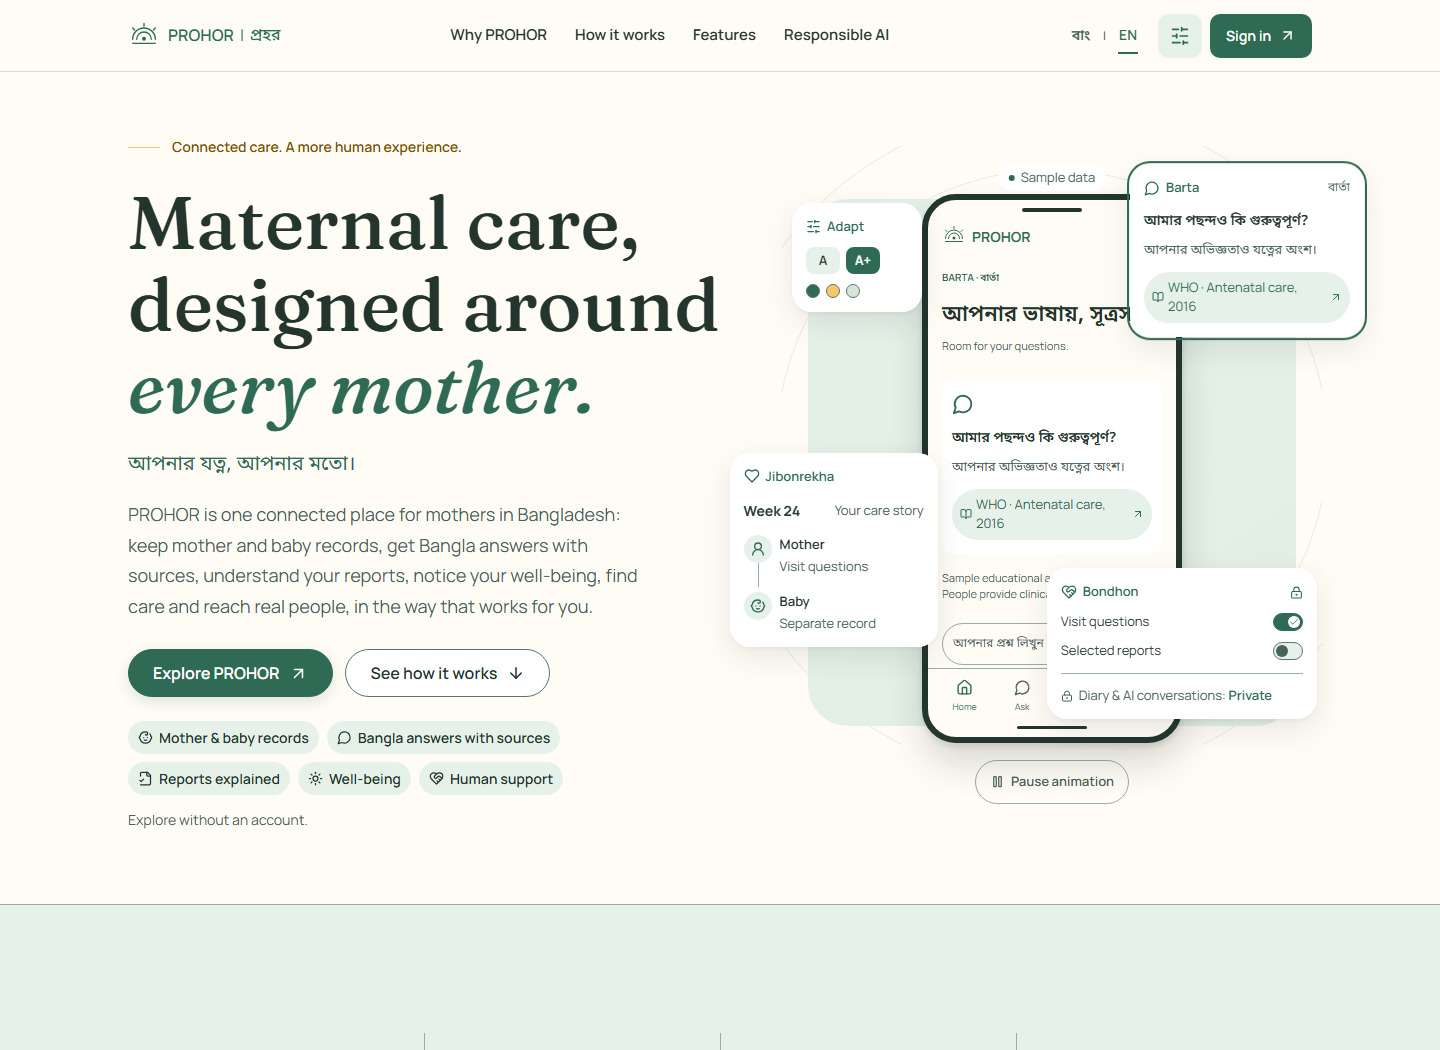 PROHOR | প্রহর
Why PROHOR
How it works
Features
Responsible AI
বাং | EN
Sign in
Connected care. A more human experience.
Maternal care,
designed around
every mother.
আপনার যত্ন, আপনার মতো।
PROHOR is one connected place for mothers in Bangladesh:
keep mother and baby records, get Bangla answers with
sources, understand your reports, notice your well-being, find
care and reach real people, in the way that works for you.
Explore PROHOR
See how it works
Mother & baby records
Bangla answers with sources
Reports explained
Well-being
Human support
Explore without an account.
Sample data
Adapt
A
A+
PROHOR
BARTA · বার্তা
আপনার ভাষায়,
Room for your questions.
আমার পছন্দও কি গুরুত্বপূর্ণ?
আপনার অভিজ্ঞতাও যত্নের অংশ।
WHO · Antenatal care,
2016
Sample educational
People provide
আপনার প্রশ্ন লিখুন
Home
Ask
Barta
বার্তা
আমার পছন্দও কি গুরুত্বপূর্ণ?
আপনার অভিজ্ঞতাও যত্নের অংশ।
WHO · Antenatal care,
2016
Jibonrekha
Week 24
Your care story
Mother
Visit questions
Baby
Separate record
Bondhon
Visit questions
Selected reports
Diary & AI conversations: Private
Pause animation